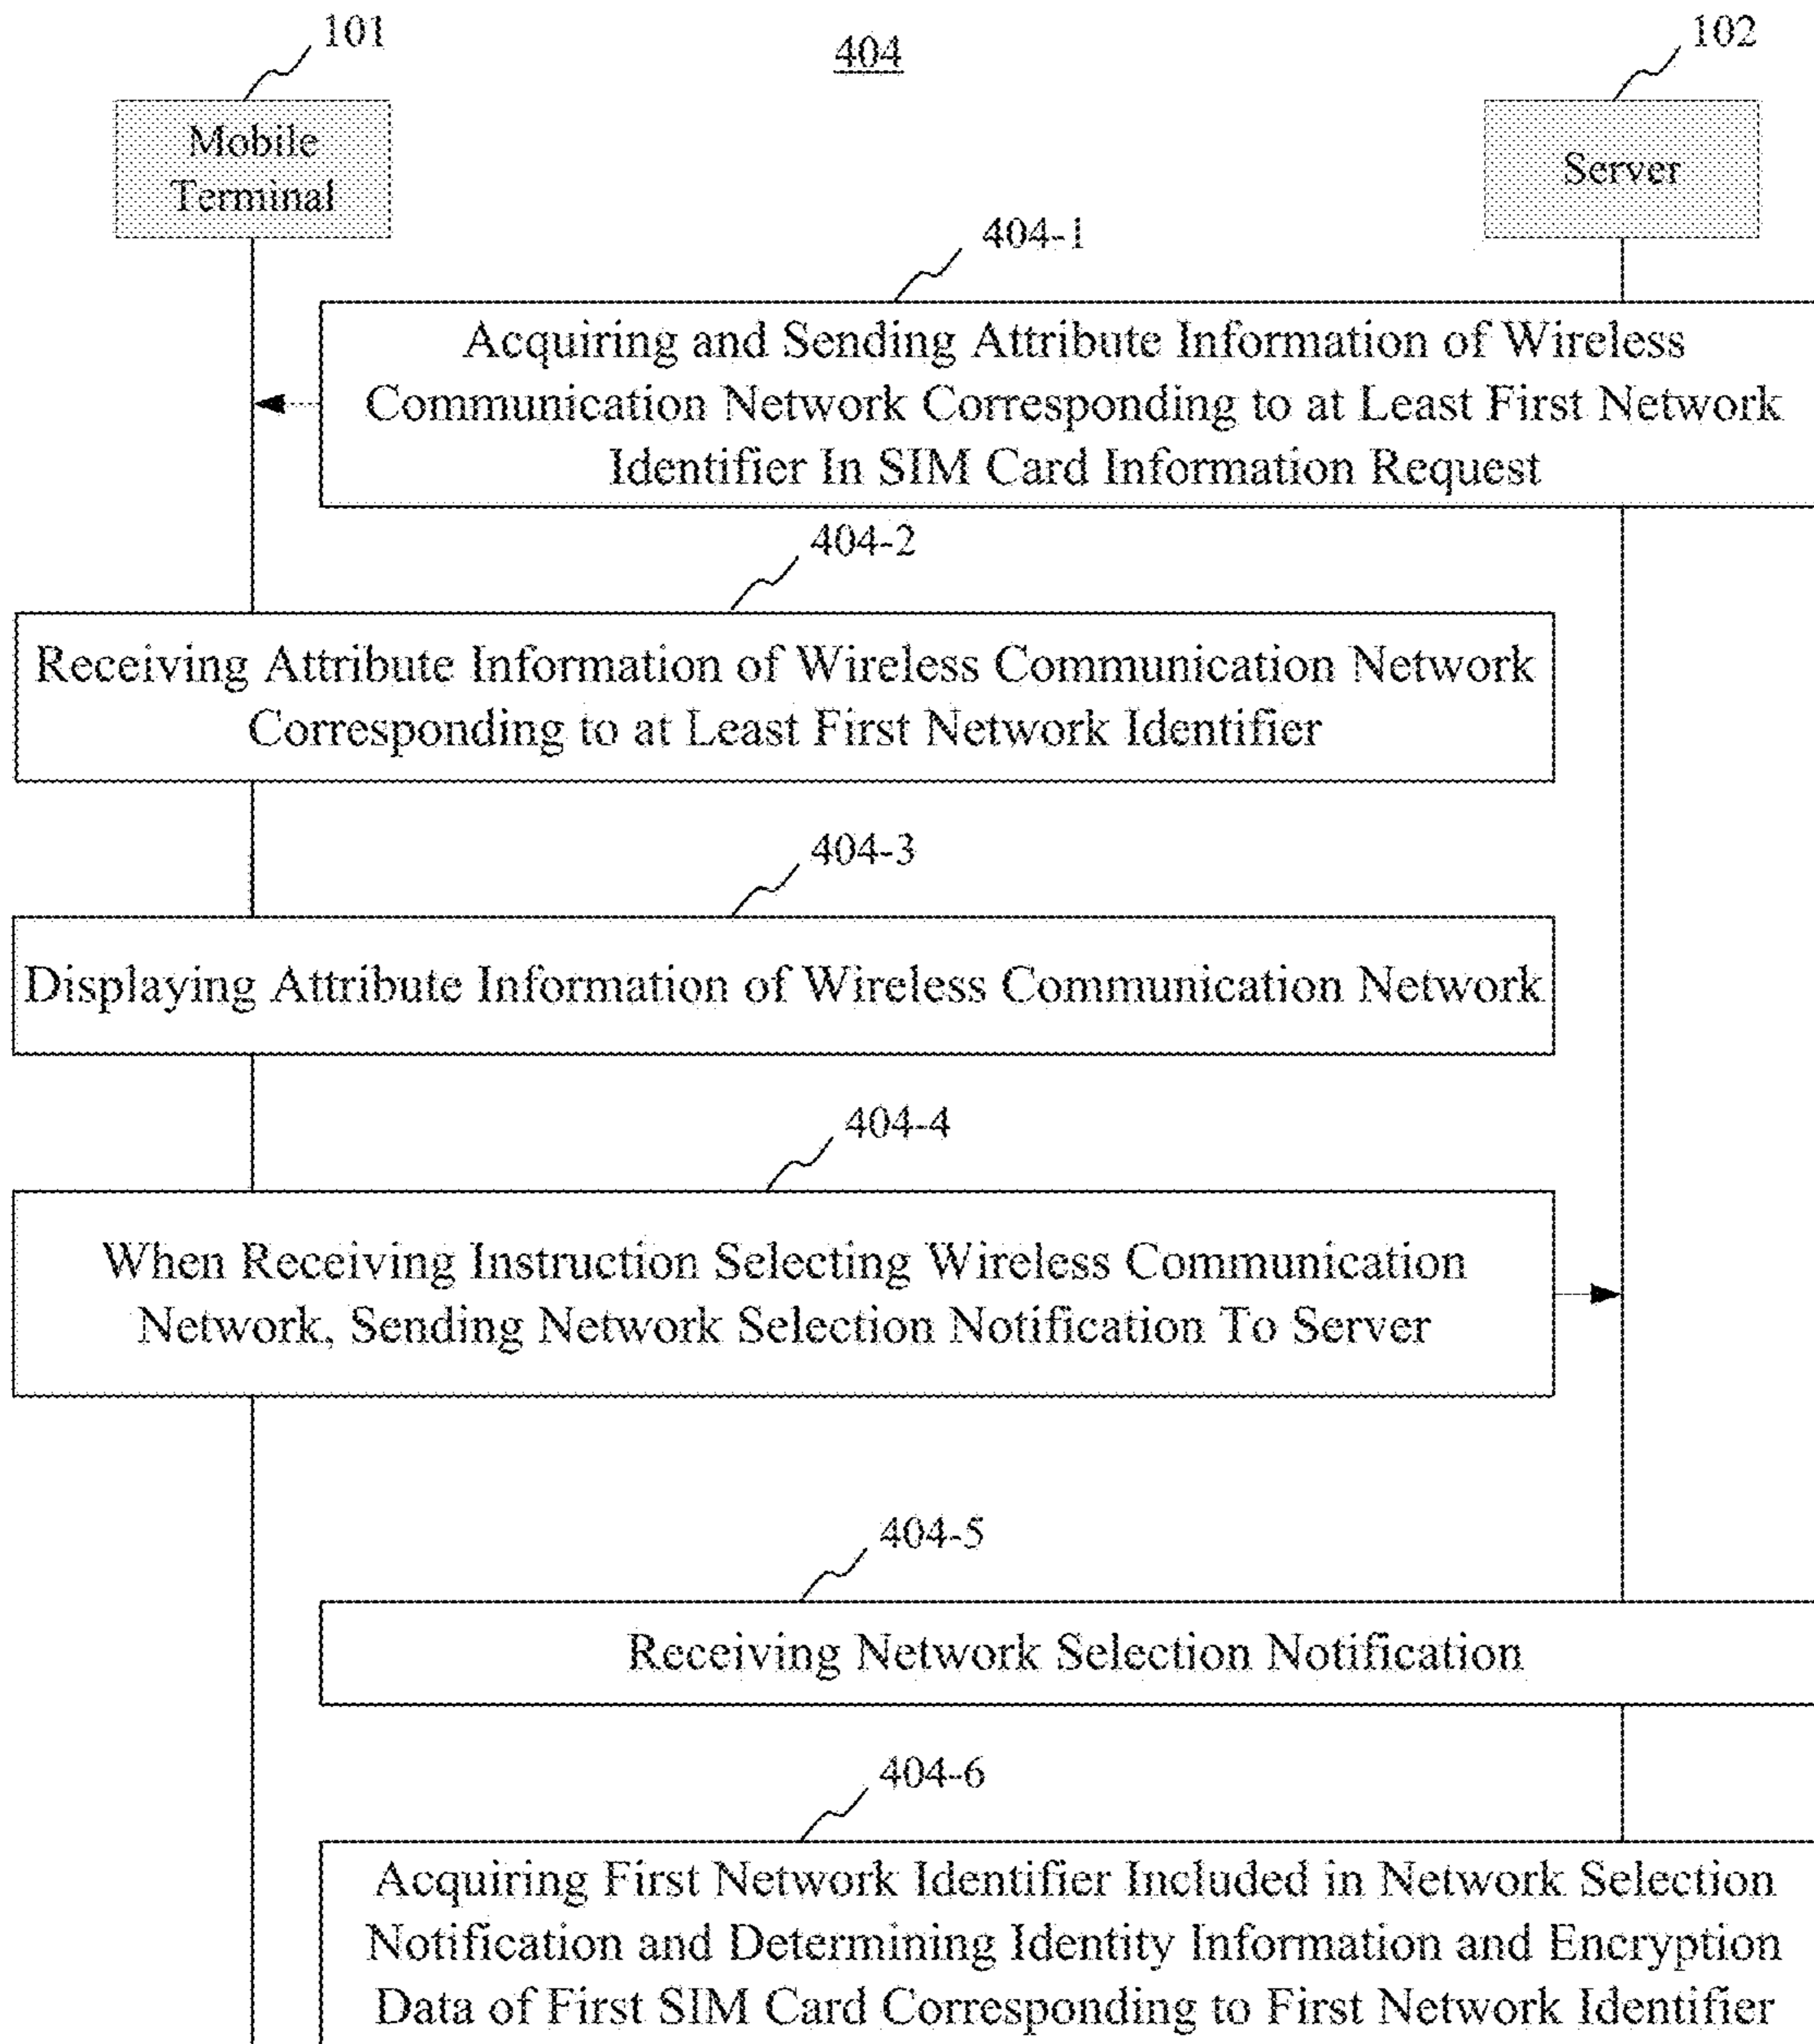 101
404
102
Mobile
Terminal
Server
404-1
Acquiring and Sending Attribute Information of Wireless
Communication Network Corresponding to at Least First Network
Identifier In SIM Card Information Request
404-2
Receiving Attribute Information of Wireless Communication Network
Corresponding to at Least First Network Identifier
404-3
Displaying Attribute Information of Wireless Communication Network
404-4
When Receiving Instruction Selecting Wireless Communication
Network, Sending Network Selection Notification To Server
404-5
Receiving Network Selection Notification
404-6
Acquiring First Network Identifier Included in Network Selection
Notification and Determining Identity Information and Encryption
Data of First SIM Card Corresponding to First Network Identifier